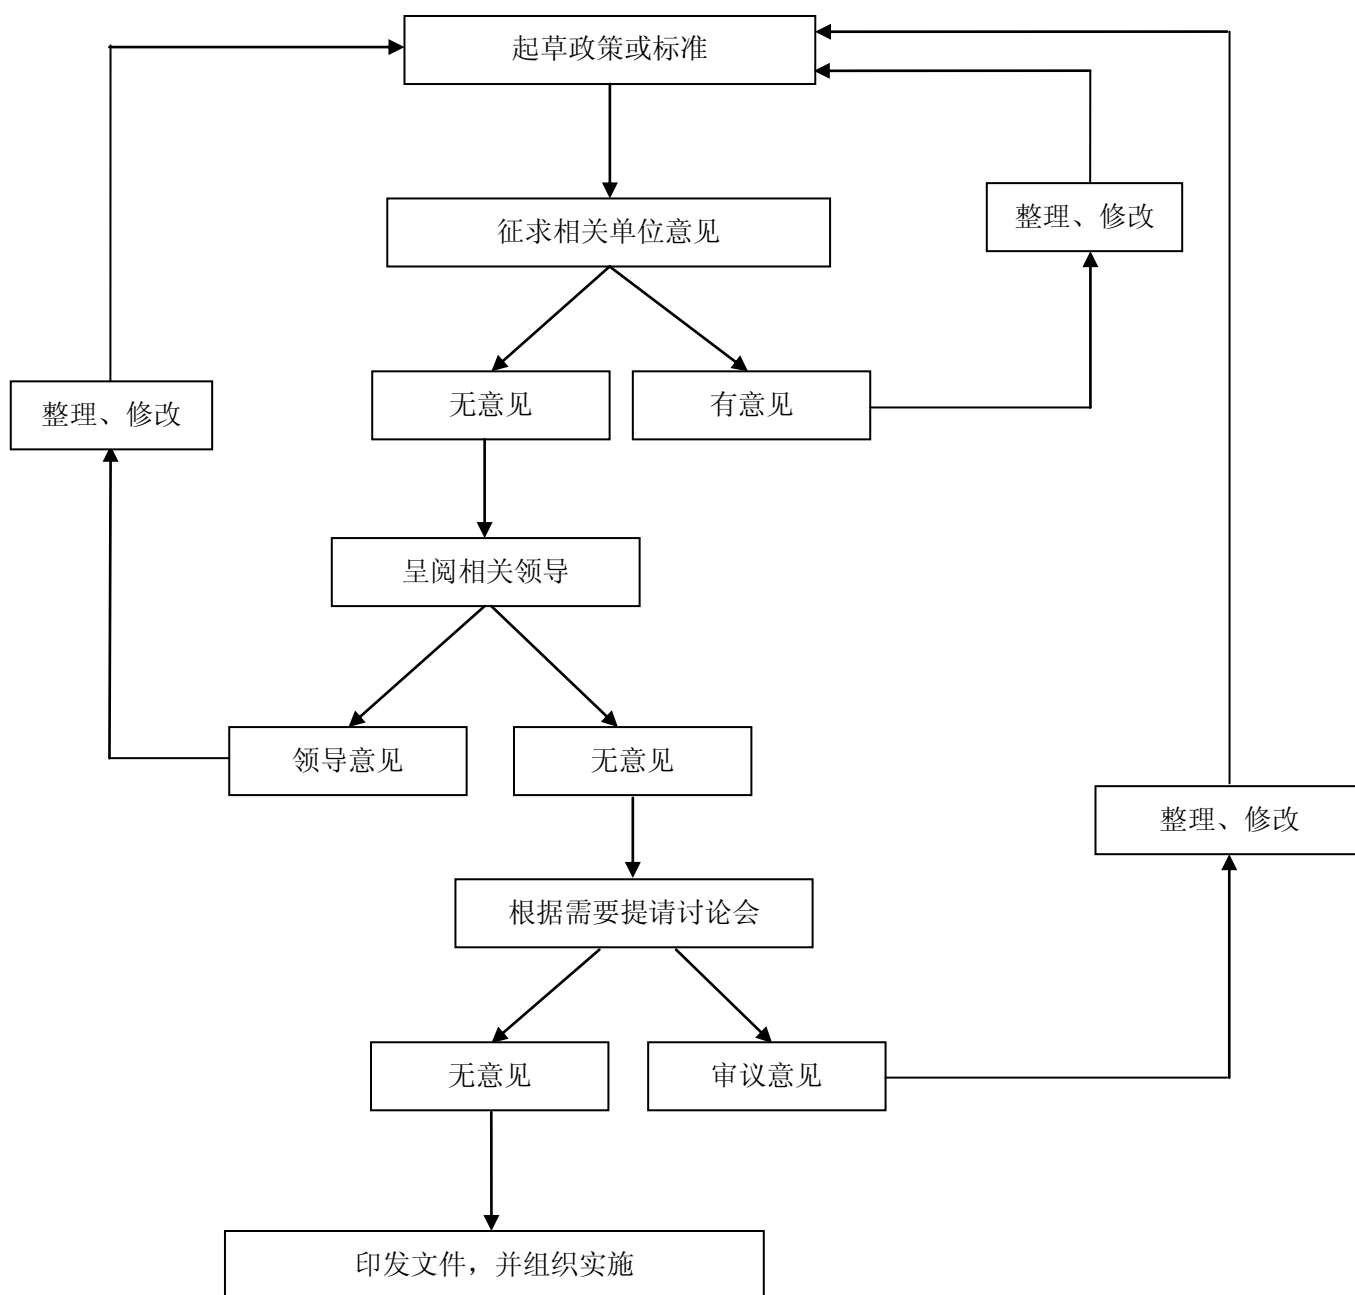 起草政策或标准
征求相关单位意见
整理、修改
无意见
有意见
整理、修改
呈阅相关领导
领导意见
无意见
整理、修改
根据需要提请讨论会
无意见
审议意见
印发文件，并组织实施